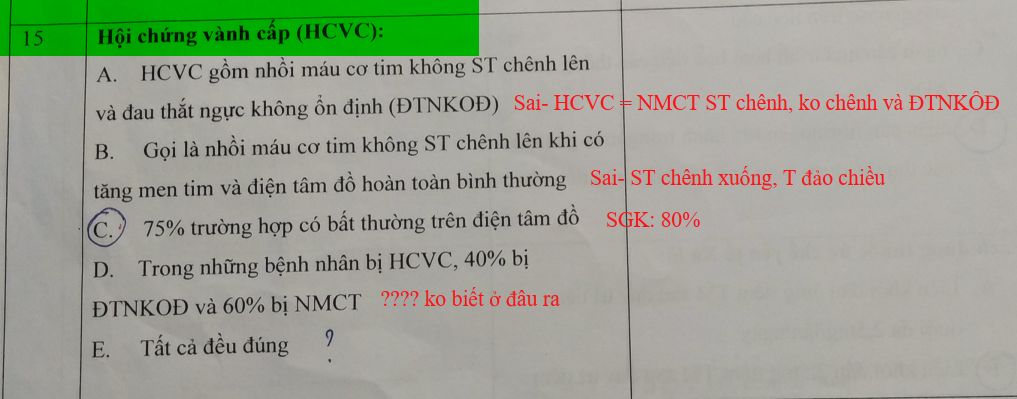 15 Hội chứng vành cấp (HCVC):
A. HCVC gồm nhồi máu cơ tim không ST chênh lên
và đau thắt ngực không ổn định (ĐTNKOĐ) Sai- HCVC = NMCT ST chênh, ko chênh và ĐTNKÔĐ
B. Gọi là nhồi máu cơ tim không ST chênh lên khi có
tăng men tim và điện tâm đồ hoàn toàn bình thường Sai- ST chênh xuống, T đảo chiều
C. 75% trường hợp có bất thường trên điện tâm đồ SGK: 80%
D. Trong những bệnh nhân bị HCVC, 40% bị
ĐTNKOĐ và 60% bị NMCT ???? ko biết ở đâu ra
E. Tất cả đều đúng ?